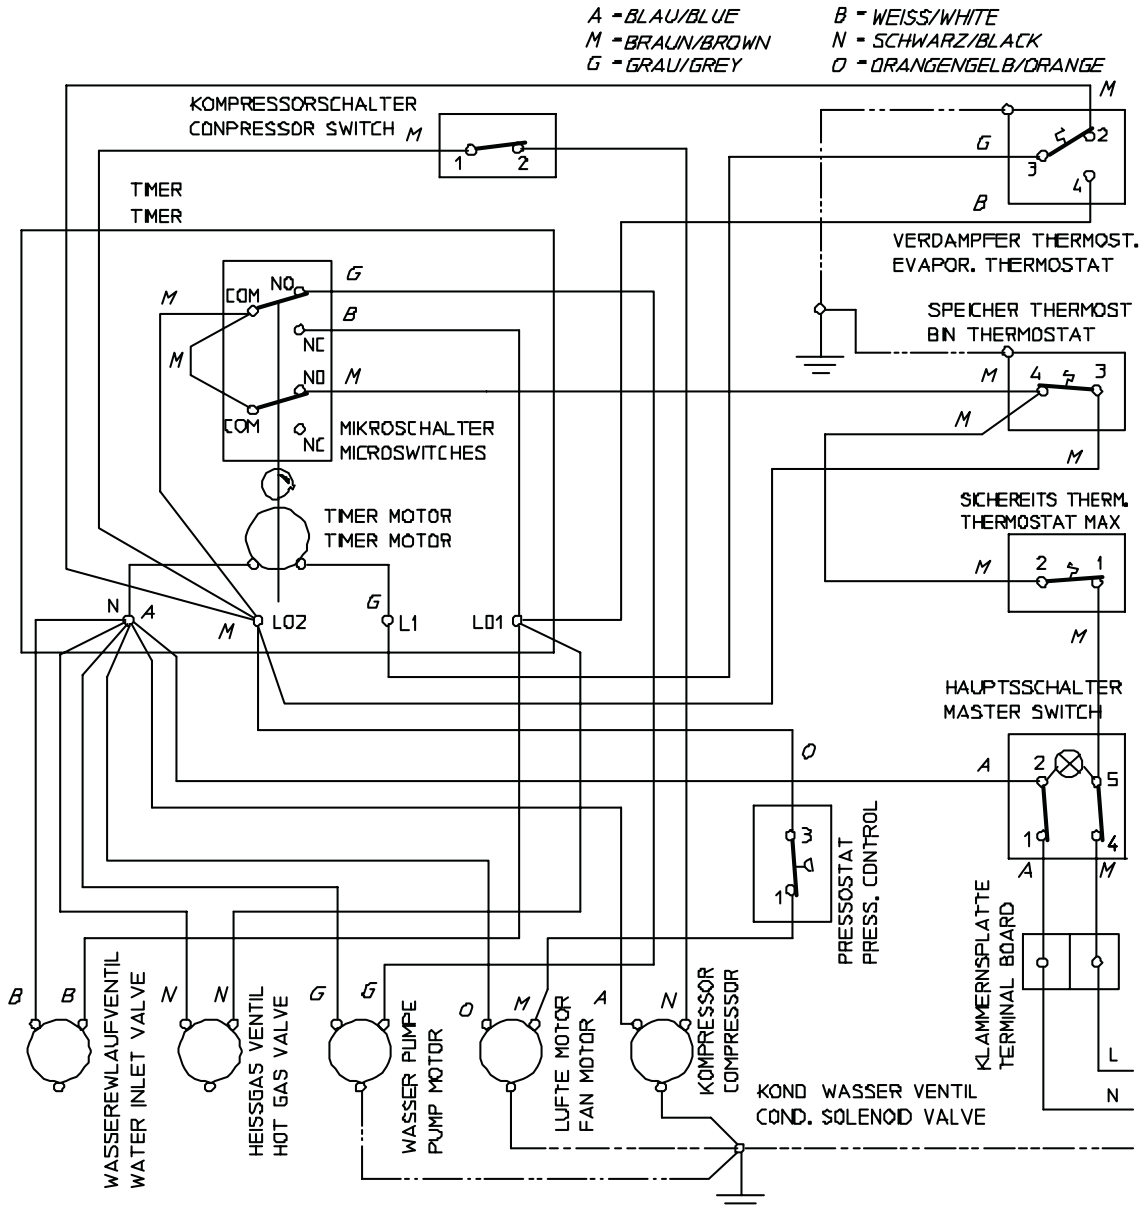 A - BLAU/BLUE B - WEISS/WHITE
M - BRAUN/BROWN N - SCHWARZ/BLACK
G - GRAU/GREY O - ORANGENGELB/ORANGE
KOMPRESSORSCHALTER
CONPRESSOR SWITCH
M
1 2
M
G
2
3
4
B
VERDAMPFER THERMOST.
EVAPOR. THERMOSTAT
TIMER
TIMER
COM NO
G
M
B
NC
M
NO
M
COM
NC
MIKROSCHALTER
MICROSWITCHES
SPEICHER THERMOST
BIN THERMOSTAT
M 4 3
M
M
SICHEREITS THERM.
THERMOSTAT MAX
M 2 1
M
TIMER MOTOR
TIMER MOTOR
G
N A
M L02 L1 L01
HAUPTSSCHALTER
MASTER SWITCH
O
A 2 5
1 4
A M
3
1
PRESSOSTAT
PRESS. CONTROL
KLAMMERNSPLATTE
TERMINAL BOARD
L
N
B B
N N
G G
O M
A N
WASSEREWLAUFVENTIL
WATER INLET VALVE
HEISSGAS VENTIL
HOT GAS VALVE
WASSER PUMPE
PUMP MOTOR
LUFTE MOTOR
FAN MOTOR
KOMPRESSOR
COMPRESSOR
KOND WASSER VENTIL
COND. SOLENOID VALVE